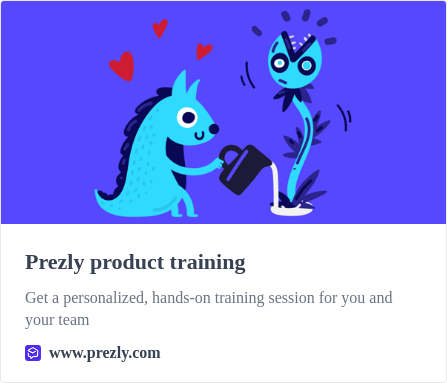 Prezly product training
Get a personalized, hands-on training session for you and
your team
www.prezly.com